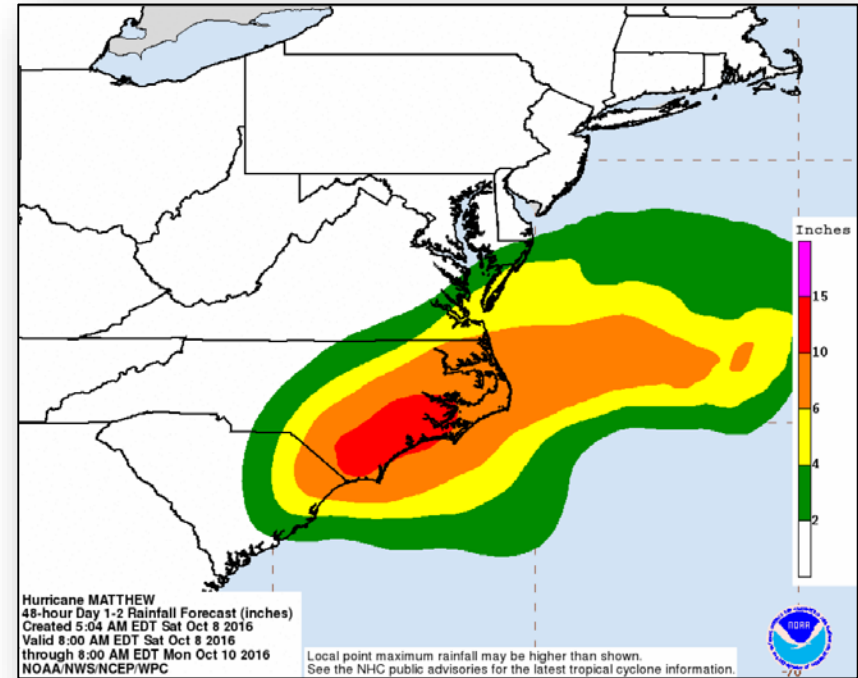 Inches
15
10
6
4
2
Hurricane MATTHEW
48-hour Day 1-2 Rainfall Forecast (inches)
Created 5:04 AM EDT Sat Oct 8 2016
Valid 8:00 AM EDT Sat Oct 8 2016
through 8:00 AM EDT Mon Oct 10 2016
NOAA/NWS/NCEP/WPC
Local point maximum rainfall may be higher than shown.
See the NHC public advisories for the latest tropical cyclone information.
NOAA